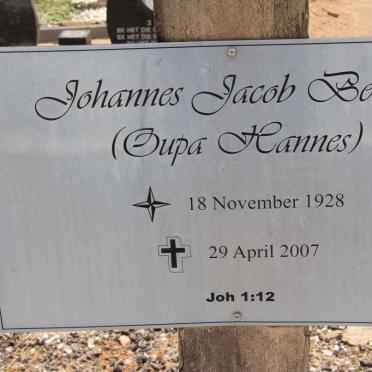 Johannes Jacob Be
(Oupa Hannes)
18 November 1928
29 April 2007
Joh 1:12